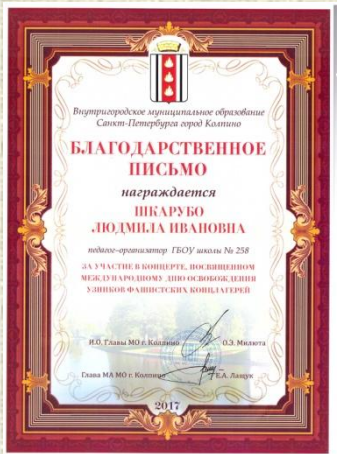 Внутригородское муниципальное образование
Санкт-Петербурга город Колпино
БЛАГОДАРСТВЕННОЕ
ПИСЬМО
награждается
ШКАРУБО
ЛЮДМИЛА ИВАНОВНА
педагог-организатор ГБОУ школы № 258
ЗА УЧАСТИЕ В КОНЦЕРТЕ, ПОСВЯЩЕННОМ
МЕЖДУНАРОДНОМУ ДНЮ ОСВОБОЖДЕНИЯ
УЗНИКОВ ФАШИСТСКИХ КОНЦЛАГЕРЕЙ
И.О. Главы МО г. Колпино О.Э. Милюта
Глава МА МО г. Колпино Е.А. Лащук
2017